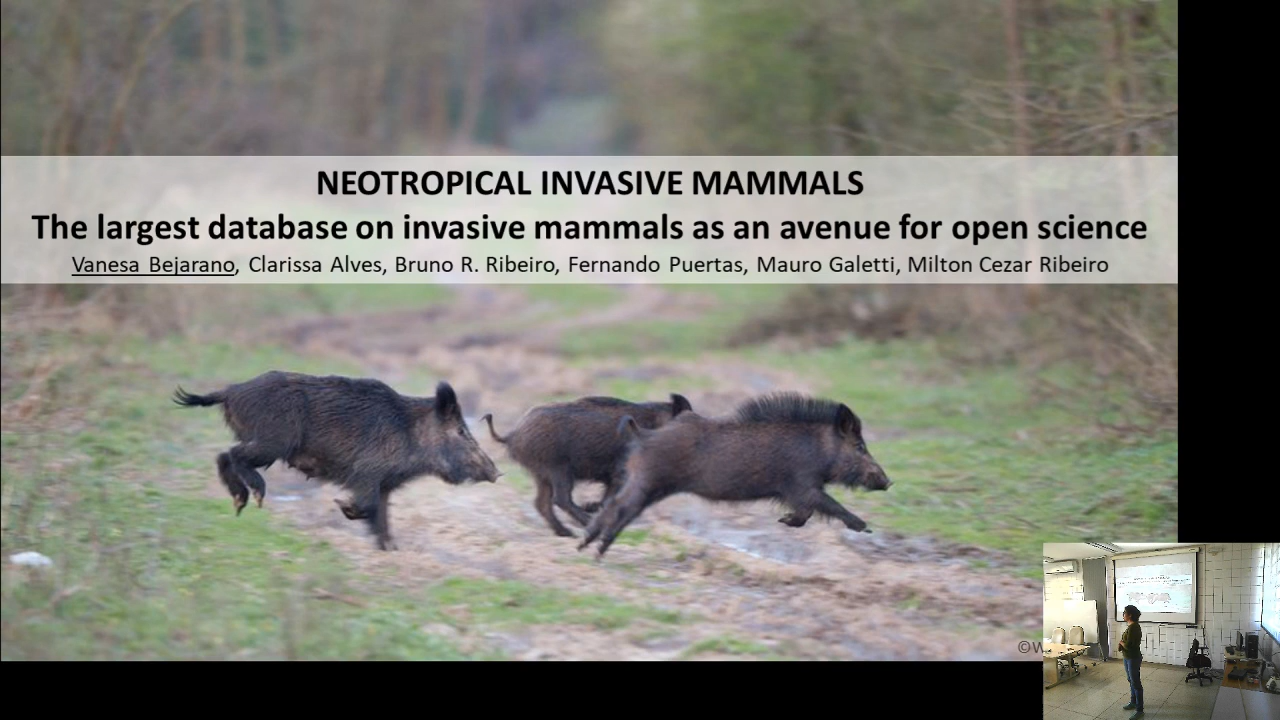 NEOTROPICAL INVASIVE MAMMALS
The largest database on invasive mammals as an avenue for open science
Vanesa Bejarano, Clarissa Alves, Bruno R. Ribeiro, Fernando Puertas, Mauro Galetti, Milton Cezar Ribeiro